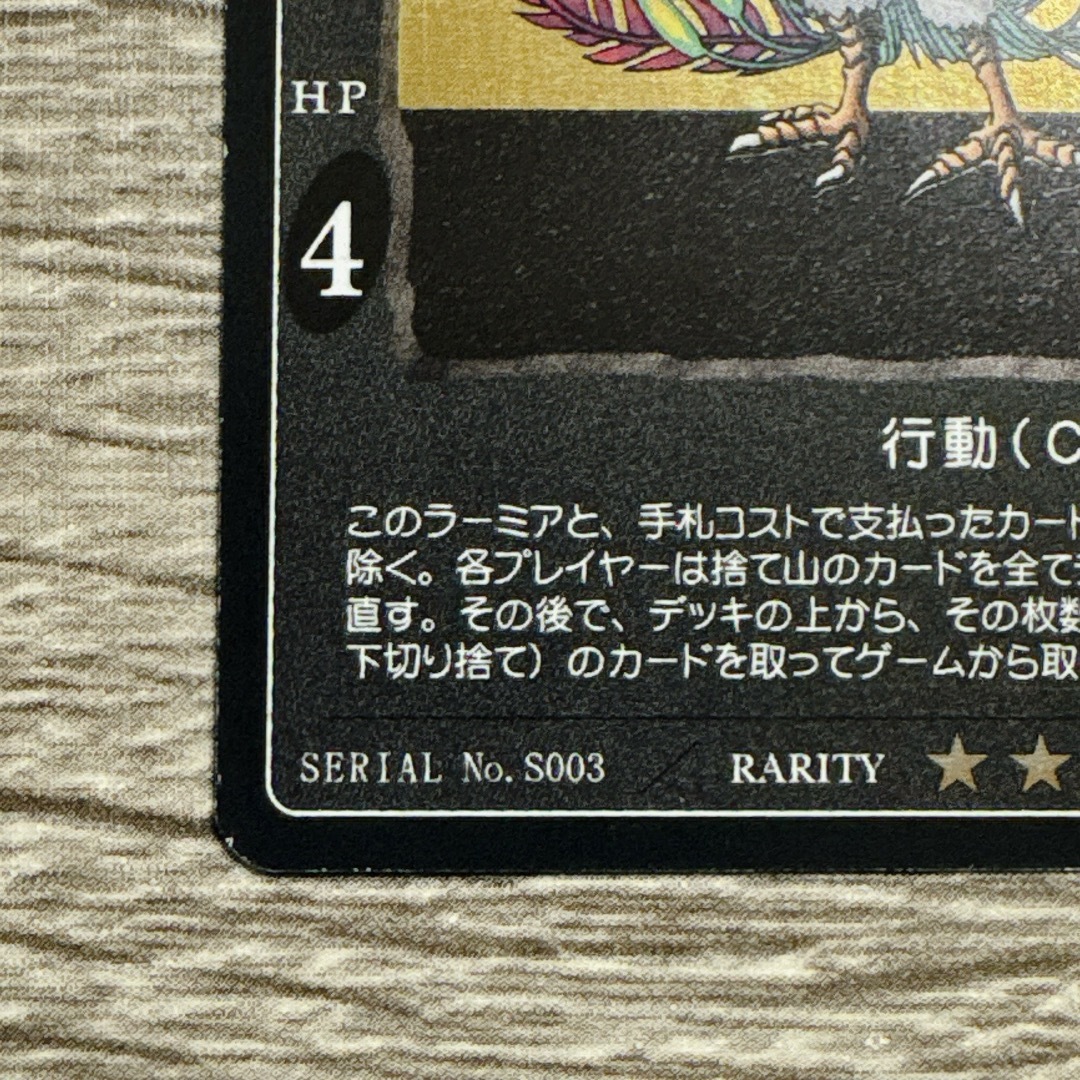 HP
4
行動(C
このラーミアと、手札コストで支払ったカード
除く。各プレイヤーは捨て山のカードを全て
直す。その後で、デッキの上から、その枚数
下切り捨て)のカードを取ってゲームから取
SERIAL No. S003 / RARITY ★★